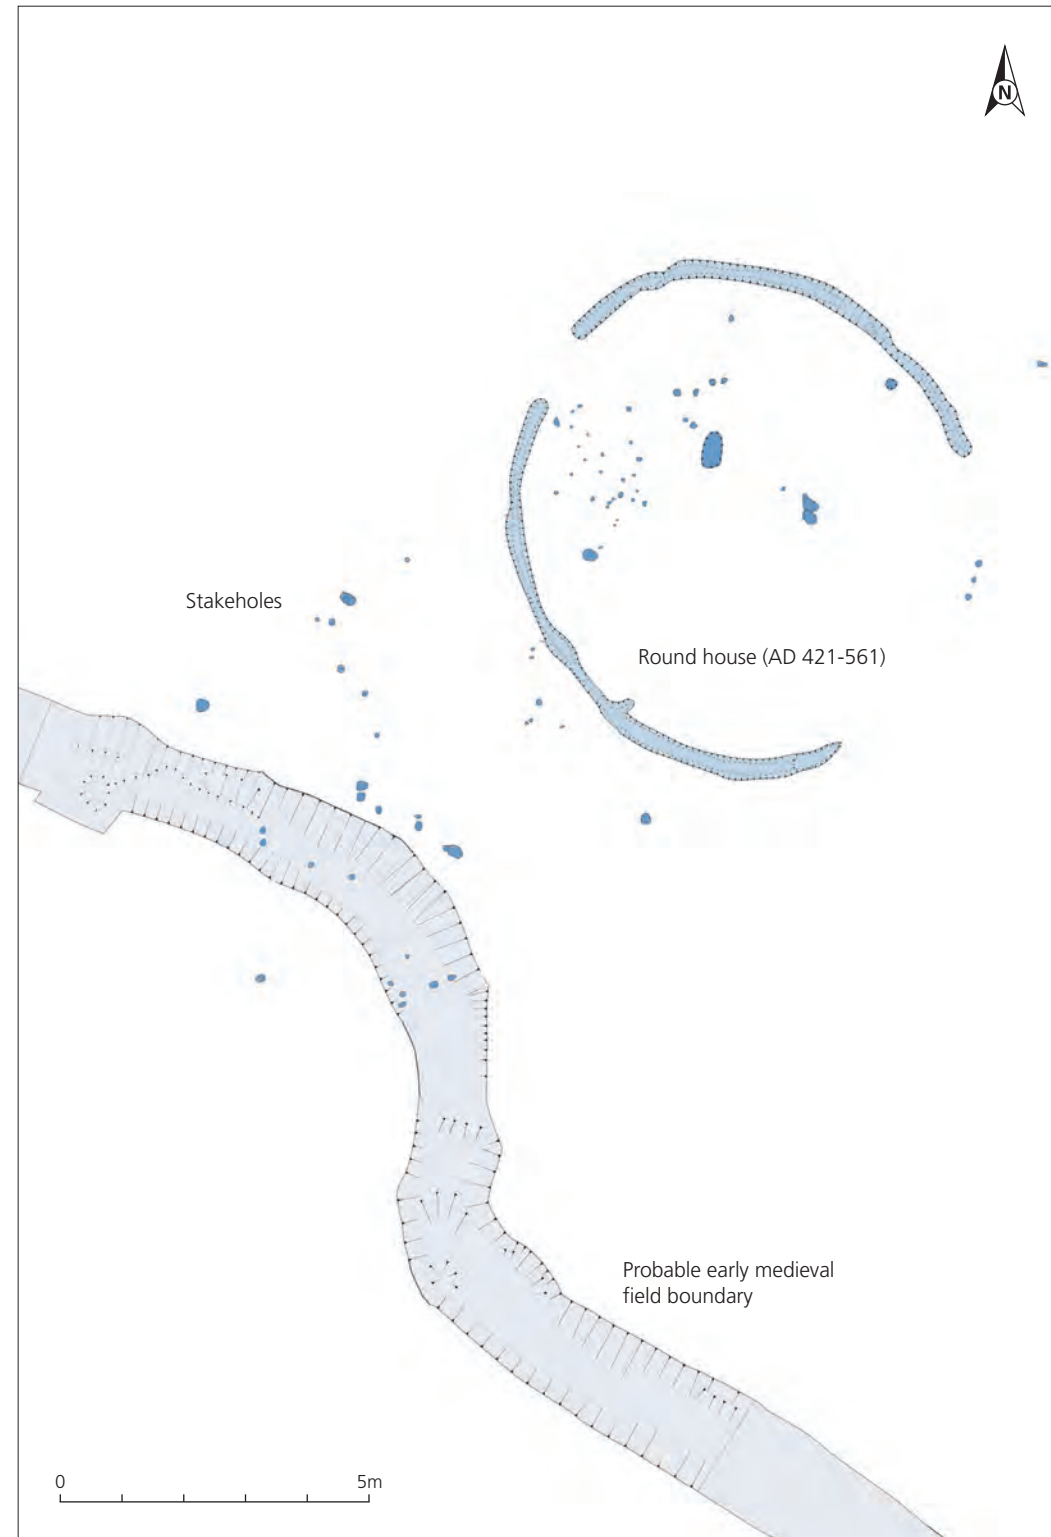 N
Stakeholes
Round house (AD 421-561)
Probable early medieval
field boundary
0 5m